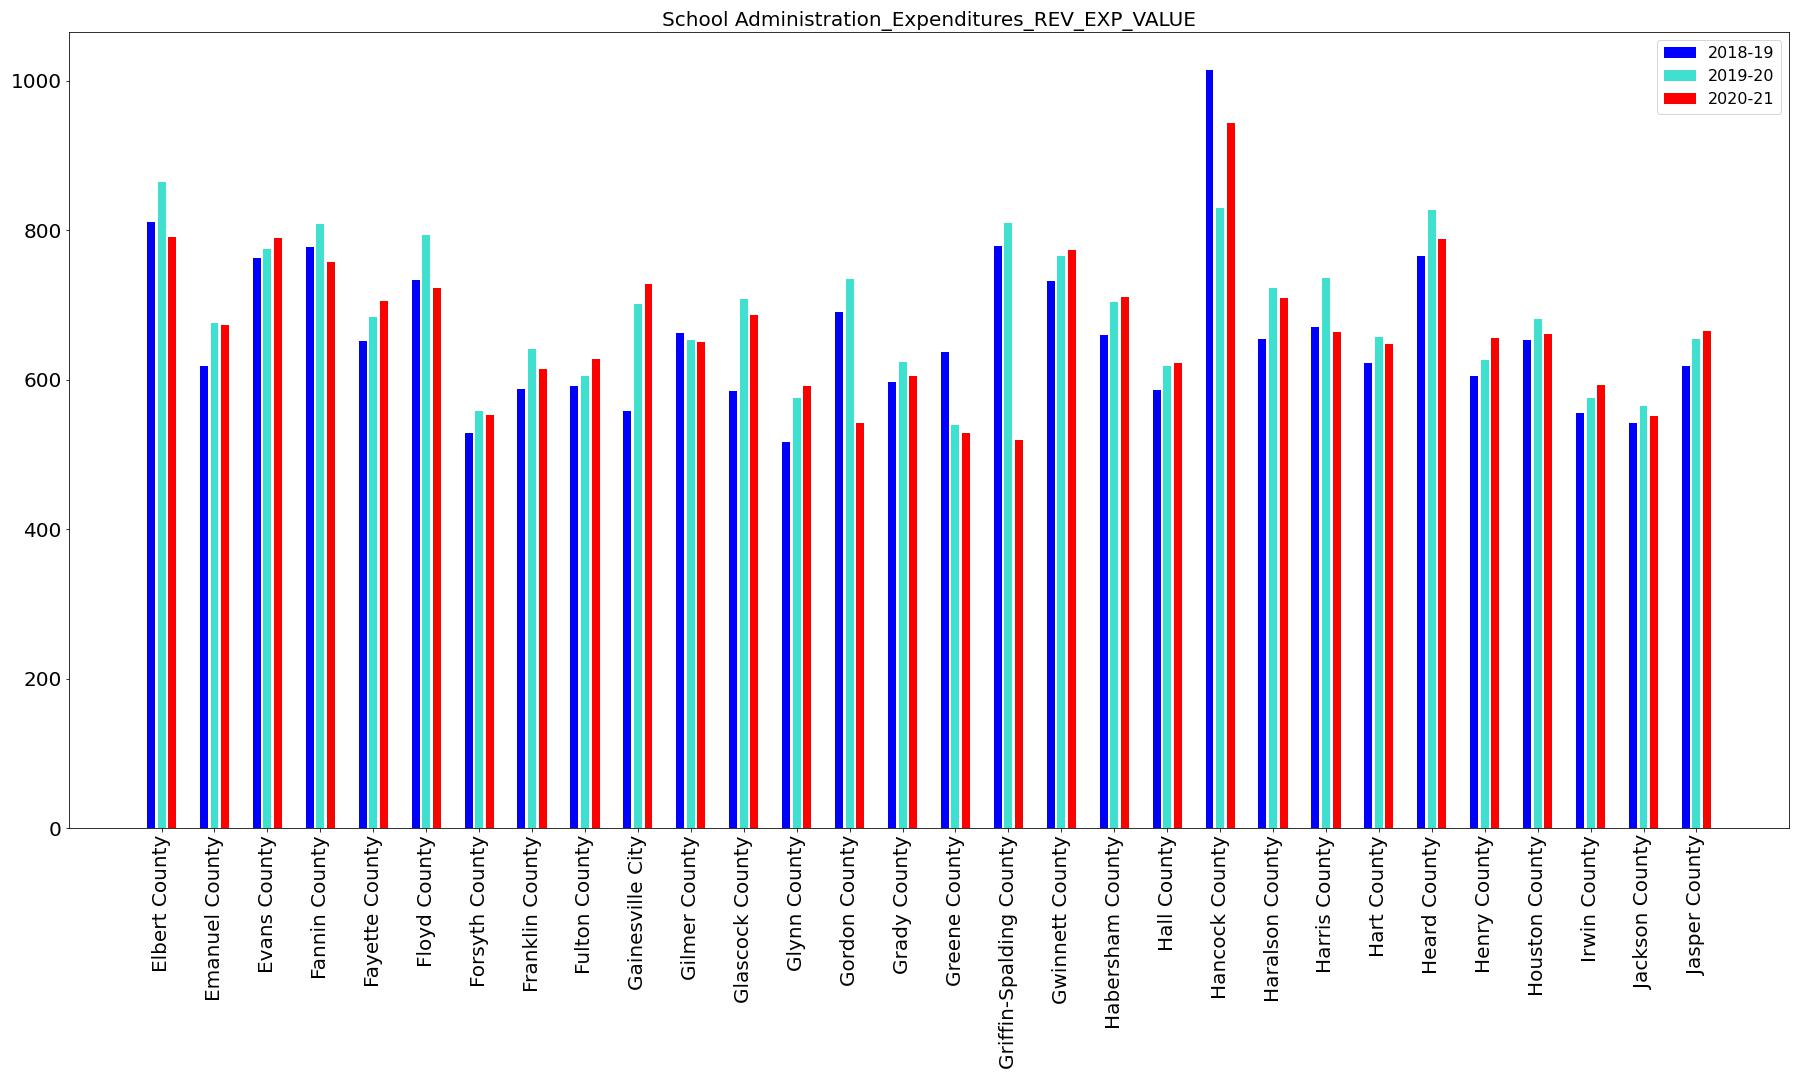 School Administration_Expenditures_REV_EXP_VALUE
2018-19
2019-20
2020-21
1000
800
600
400
200
0
Elbert County
Emanuel County
Evans County
Fannin County
Fayette County
Floyd County
Forsyth County
Franklin County
Fulton County
Gainesville City
Gilmer County
Glascock County
Glynn County
Gordon County
Grady County
Greene County
Griffin-Spalding County
Gwinnett County
Habersham County
Hall County
Hancock County
Haralson County
Harris County
Hart County
Heard County
Henry County
Houston County
Irwin County
Jackson County
Jasper County